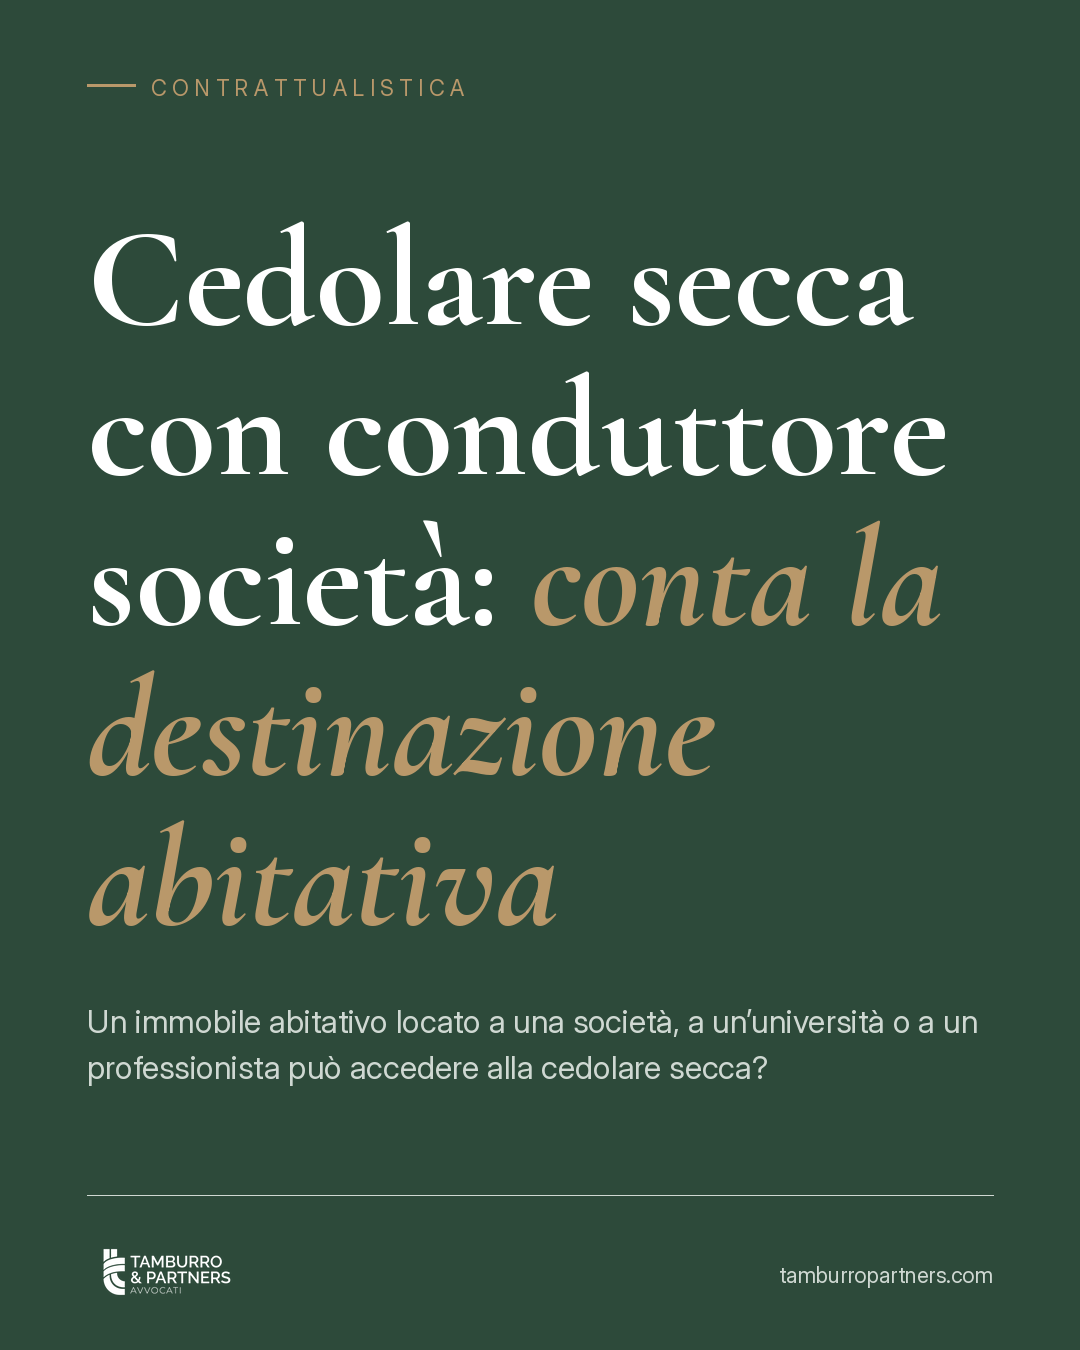 CONTRATTUALISTICA
Cedolare secca
con conduttore
società: conta la
destinazione
abitativa
Un immobile abitativo locato a una società, a un’università o a un
professionista può accedere alla cedolare secca?
TAMBURRO
& PARTNERS
AVVOCATI
tamburropartners.com